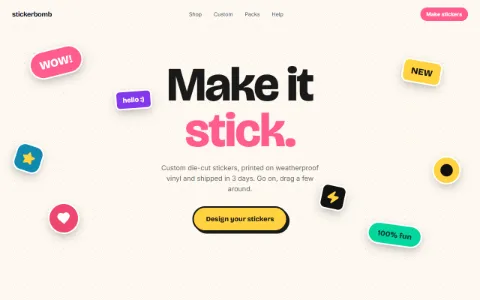 stickerbomb
Shop Custom Packs Help
Make stickers
WOW!
NEW
hello :)
Make it
stick.
Custom die-cut stickers, printed on weatherproof
vinyl and shipped in 3 days. Go on, drag a few
around.
Design your stickers
100% fun